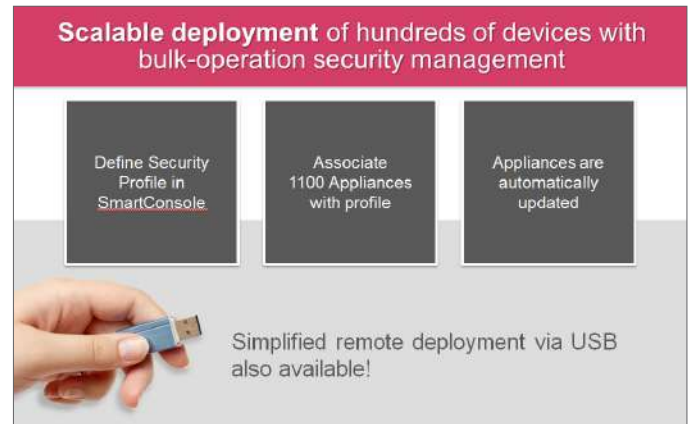 Scalable deployment of hundreds of devices with
bulk-operation security management
Define Security
Profile in
SmartConsole
Associate
1100 Appliances
with profile
Appliances are
automatically
updated
Simplified remote deployment via USB
also available!